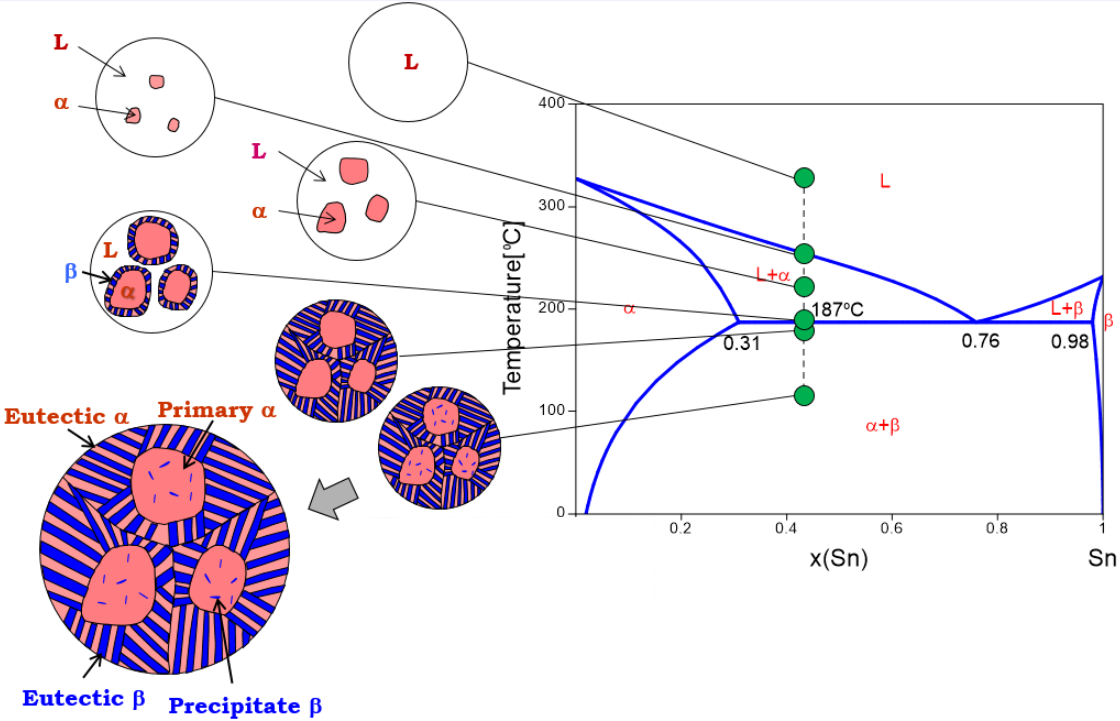 L
α
L
L
α
L
β
α
Eutectic α
Primary α
Eutectic β
Precipitate β
400
300
200
100
0
Temperature[℃]
L
L+α
187℃
α
L+β
β
0.31
0.76
0.98
α+β
0.2
0.4
0.6
0.8
1
x(Sn)
Sn